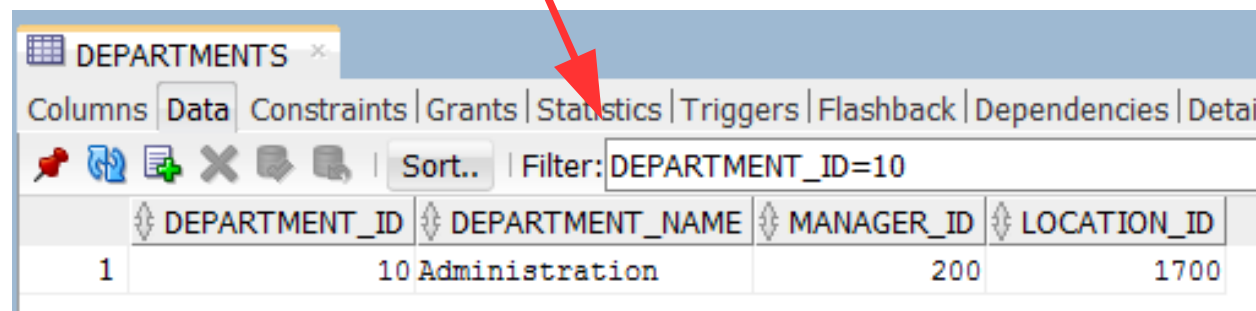 DEPARTMENTS
Columns Data Constraints Grants Statistics Triggers Flashback Dependencies Detai
Sort.. Filter: DEPARTMENT_ID=10
DEPARTMENT_ID DEPARTMENT_NAME MANAGER_ID LOCATION_ID
1 10 Administration 200 1700